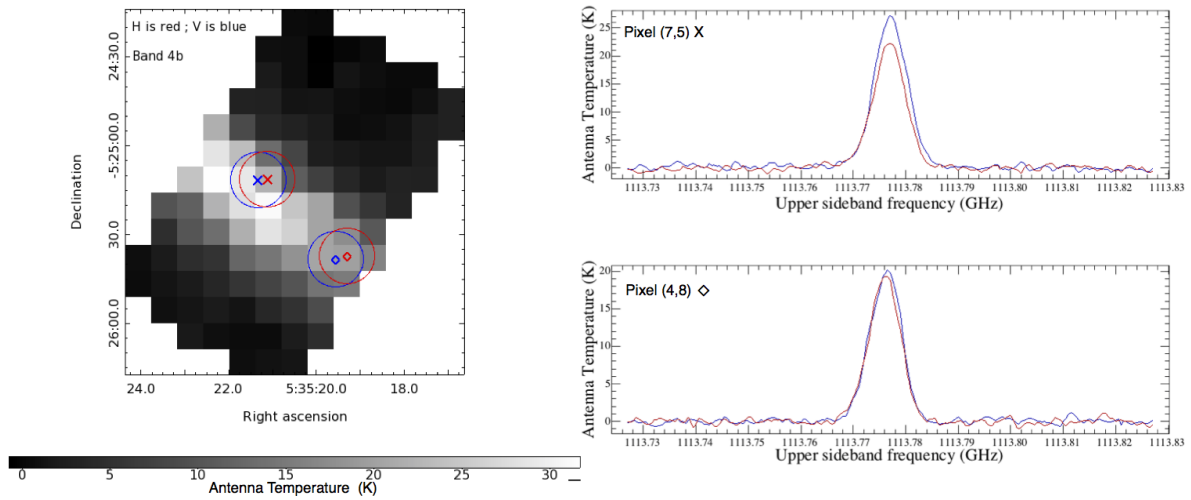 H is red ; V is blue
Band 4b
24:30.0
5:25:00.0
30.0
26:00.0
Declination
24.0 22.0 5:35:20.0 18.0
Right ascension
0 5 10 15 20 25 30
Antenna Temperature (K)
Pixel (7,5) X
Antenna Temperature (K)
25
20
15
10
5
0
1113.73 1113.74 1113.75 1113.76 1113.77 1113.78 1113.79 1113.80 1113.81 1113.82 1113.83
Upper sideband frequency (GHz)
Pixel (4,8) ◇
Antenna Temperature (K)
20
15
10
5
0
1113.73 1113.74 1113.75 1113.76 1113.77 1113.78 1113.79 1113.80 1113.81 1113.82 1113.83
Upper sideband frequency (GHz)